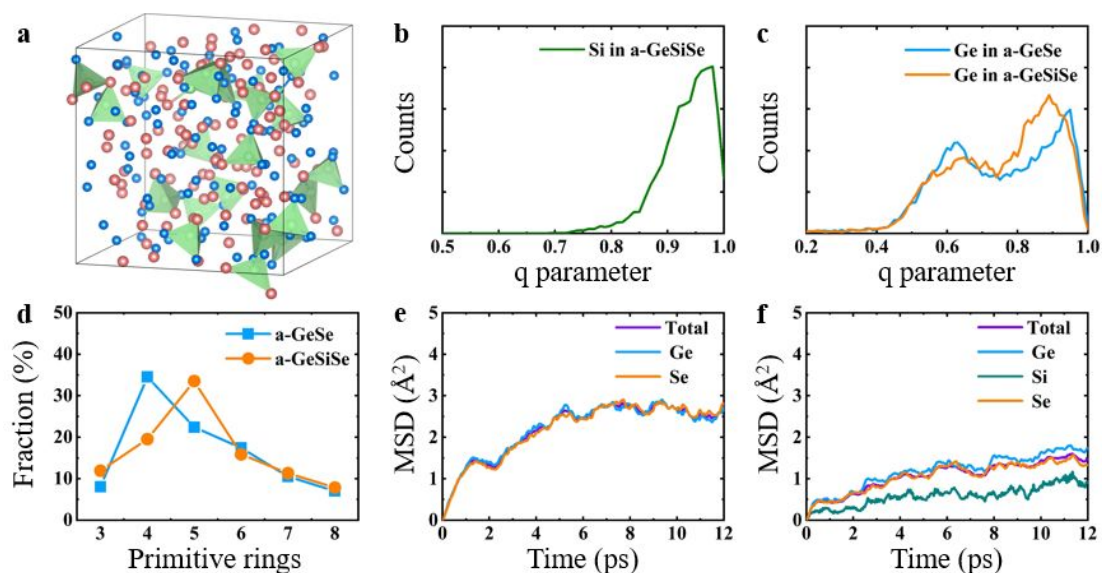 a
b
Si in a-GeSiSe
Counts
0.5 0.6 0.7 0.8 0.9 1.0
q parameter
c
Ge in a-GeSe
Ge in a-GeSiSe
Counts
0.2 0.4 0.6 0.8 1.0
q parameter
d
a-GeSe
a-GeSiSe
Fraction (%)
50
40
30
20
10
0
3 4 5 6 7 8
Primitive rings
e
Total
Ge
Se
MSD (Å²)
5
4
3
2
1
0
0 2 4 6 8 10 12
Time (ps)
f
Total
Ge
Si
Se
MSD (Å²)
5
4
3
2
1
0
0 2 4 6 8 10 12
Time (ps)